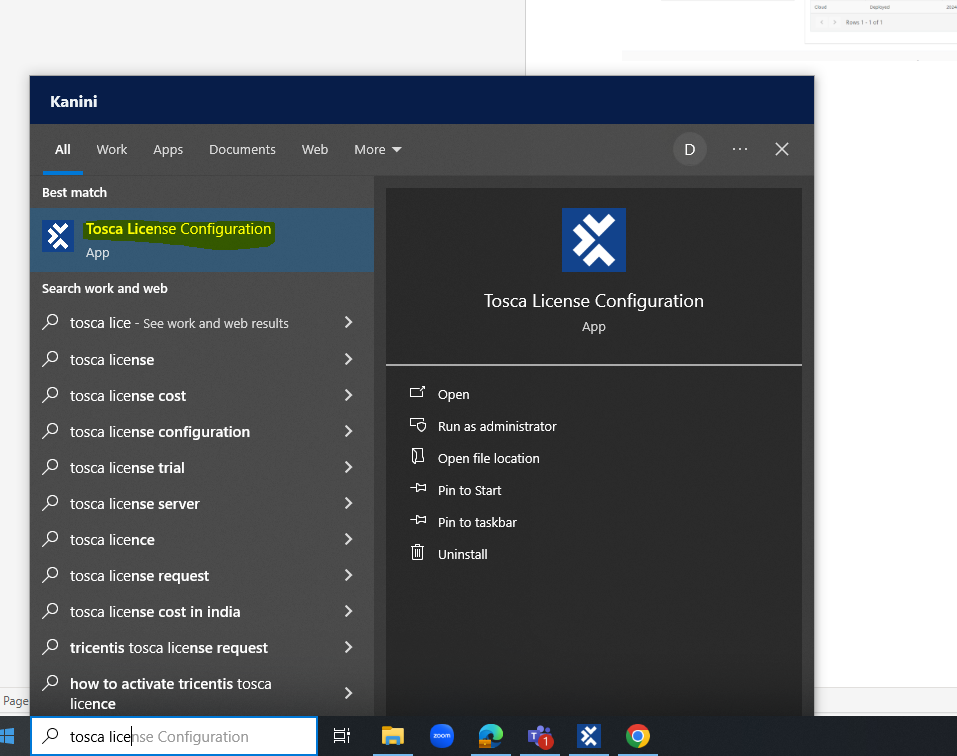 Cloud Deployed 2024
Rows 1 - 1 of 1
Kanini
All Work Apps Documents Web More D
Best match
Tosca License Configuration
App
Search work and web
tosca lice - See work and web results
tosca license
tosca license cost
tosca license configuration
tosca license trial
tosca license server
tosca licence
tosca license request
tosca license cost in india
tricentis tosca license request
how to activate tricentis tosca
licence
Tosca License Configuration
App
Open
Run as administrator
Open file location
Pin to Start
Pin to taskbar
Uninstall
Page
tosca license Configuration
zoom
T
1